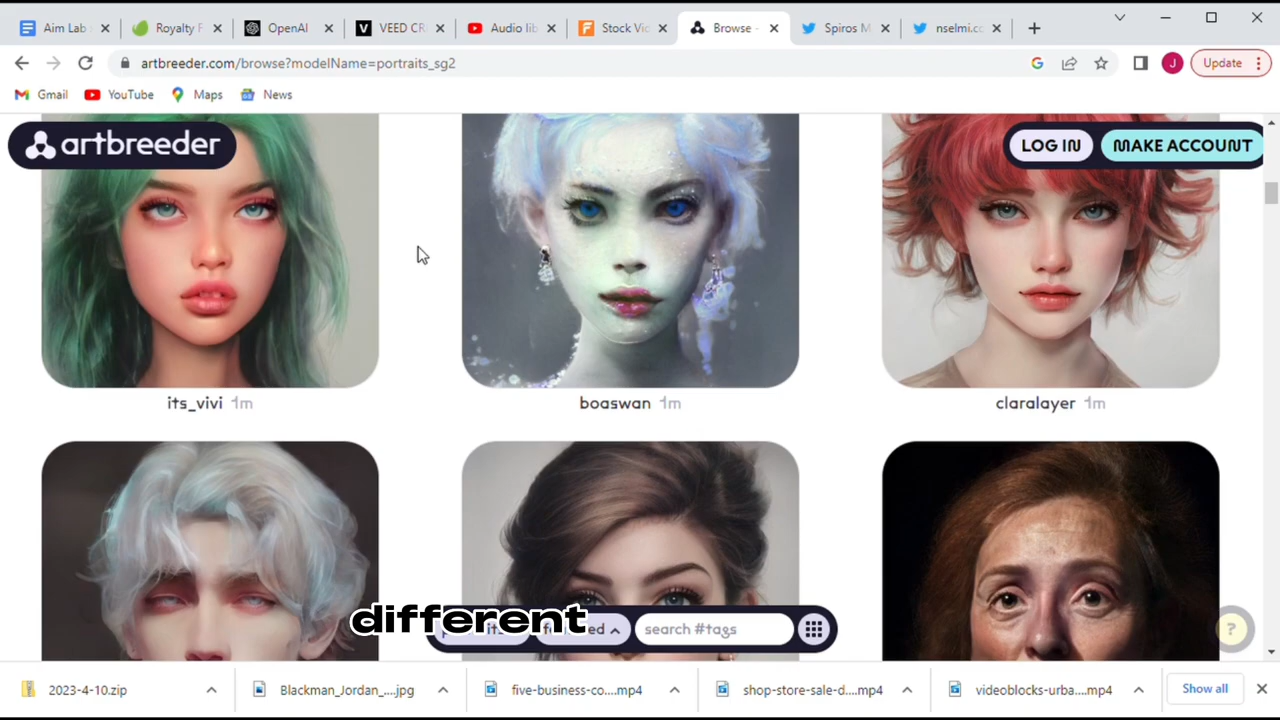 Aim Lab
Royalty F
OpenAI
VEED CR
Audio lib
Stock Vid
Browse -
Spiros M
nselmi.cc
artbreeder.com/browse?modelName=portraits_sg2
J
Update
Gmail
YouTube
Maps
News
artbreeder
LOG IN
MAKE ACCOUNT
its_vivi 1m
boaswan 1m
claralayer 1m
different
search #tags
?
2023-4-10.zip
Blackman_Jordan_....jpg
five-business-co....mp4
shop-store-sale-d....mp4
videoblocks-urba....mp4
Show all